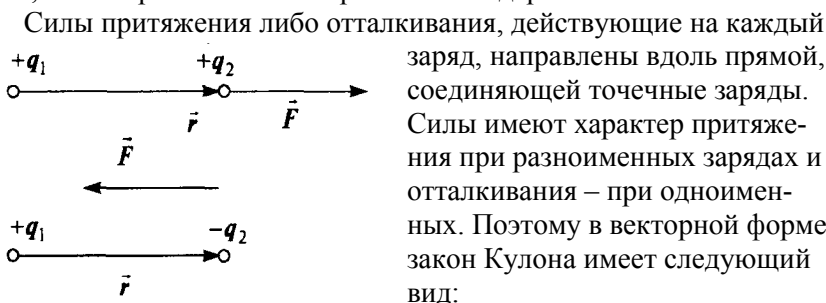 Силы притяжения либо отталкивания, действующие на каждый
заряд, направлены вдоль прямой,
соединяющей точечные заряды.
Силы имеют характер притяже-
ния при разноименных зарядах и
отталкивания – при одноимен-
ных. Поэтому в векторной форме
закон Кулона имеет следующий
вид:
+q₁ +q₂
r⃗ F⃗
F⃗
+q₁ −q₂
r⃗